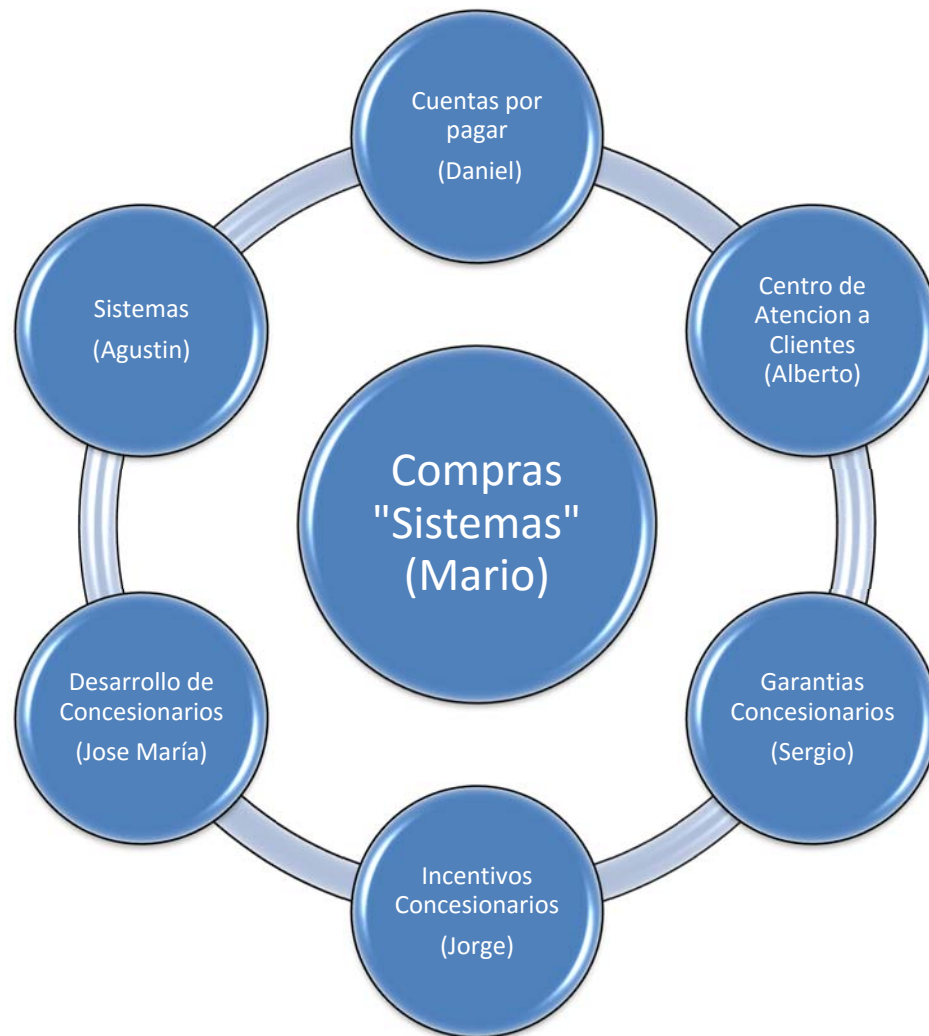 Cuentas por
pagar
(Daniel)
Centro de
Atencion a
Clientes
(Alberto)
Garantias
Concesionarios
(Sergio)
Incentivos
Concesionarios
(Jorge)
Desarrollo de
Concesionarios
(Jose María)
Sistemas
(Agustin)
Compras
"Sistemas"
(Mario)